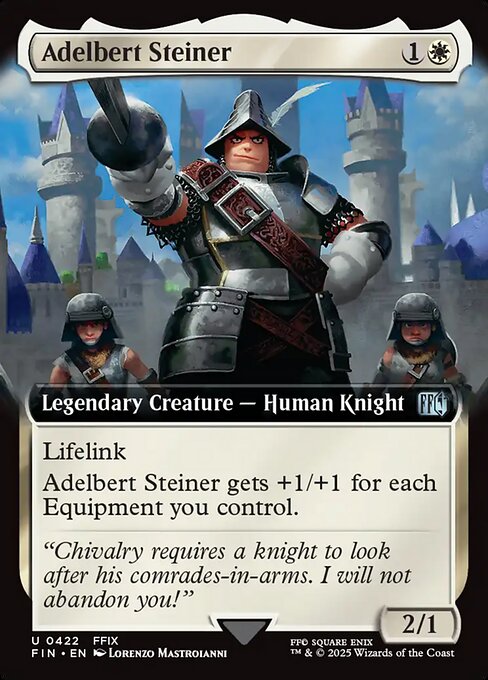 Adelbert Steiner 1
Legendary Creature — Human Knight
Lifelink
Adelbert Steiner gets +1/+1 for each
Equipment you control.
“Chivalry requires a knight to look
after his comrades-in-arms. I will not
abandon you!”
2/1
U 0422 FFIX
FIN • EN Lorenzo Mastroianni
FF© SQUARE ENIX
™ & © 2025 Wizards of the Coast